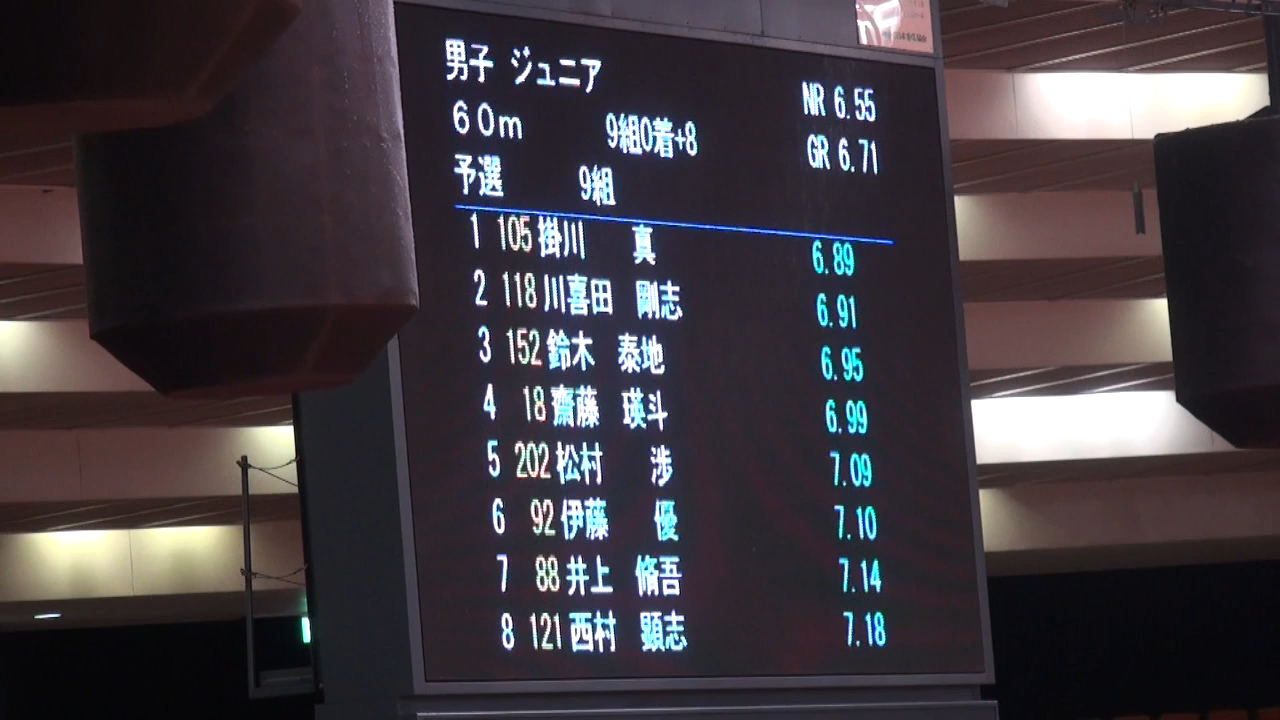 男子 ジュニア
NR 6.55
60m 9組0着+8
GR 6.71
予選 9組
1 105 掛川 真 6.89
2 118 川喜田 剛志 6.91
3 152 鈴木 泰地 6.95
4 18 齋藤 瑛斗 6.99
5 202 松村 渉 7.09
6 92 伊藤 優 7.10
7 88 井上 脩吾 7.14
8 121 西村 顕志 7.18